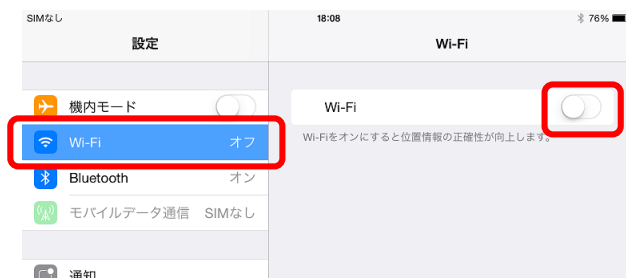 SIMなし 18:08 76%
設定
Wi-Fi
機内モード
Wi-Fi オフ
Bluetooth オン
モバイルデータ通信 SIMなし
通知
Wi-Fi
Wi-Fiをオンにすると位置情報の正確性が向上します。